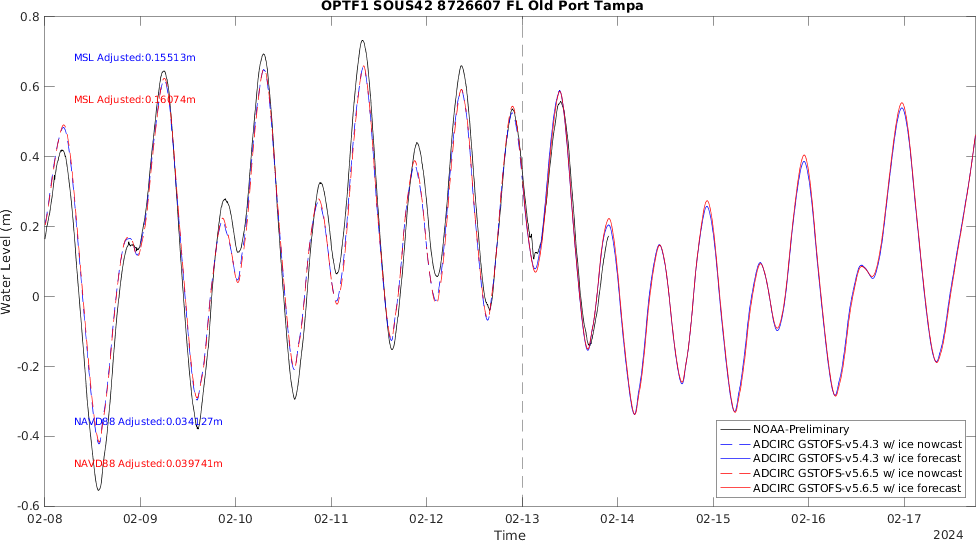 OPTF1 SOUS42 8726607 FL Old Port Tampa
0.8
MSL Adjusted:0.15513m
0.6
MSL Adjusted:0.16074m
0.4
0.2
Water Level (m)
0
-0.2
NAVD88 Adjusted:0.034127m
-0.4
NAVD88 Adjusted:0.039741m
-0.6
NOAA-Preliminary
ADCIRC GSTOFS-v5.4.3 w/ ice nowcast
ADCIRC GSTOFS-v5.4.3 w/ ice forecast
ADCIRC GSTOFS-v5.6.5 w/ ice nowcast
ADCIRC GSTOFS-v5.6.5 w/ ice forecast
02-08 02-09 02-10 02-11 02-12 02-13 02-14 02-15 02-16 02-17
Time
2024